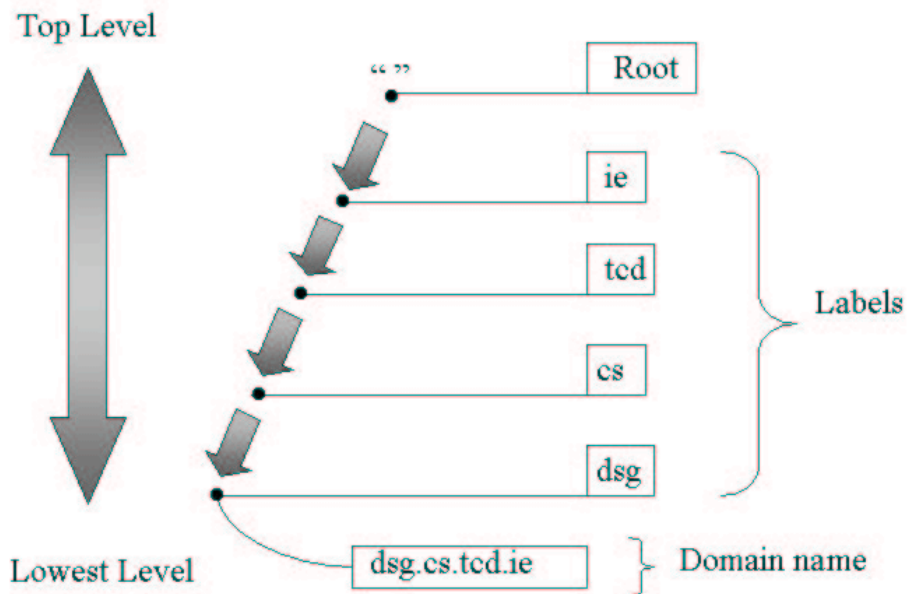 Top Level
“ ”
Root
ie
tcd
Labels
cs
dsg
dsg.cs.tcd.ie
Domain name
Lowest Level